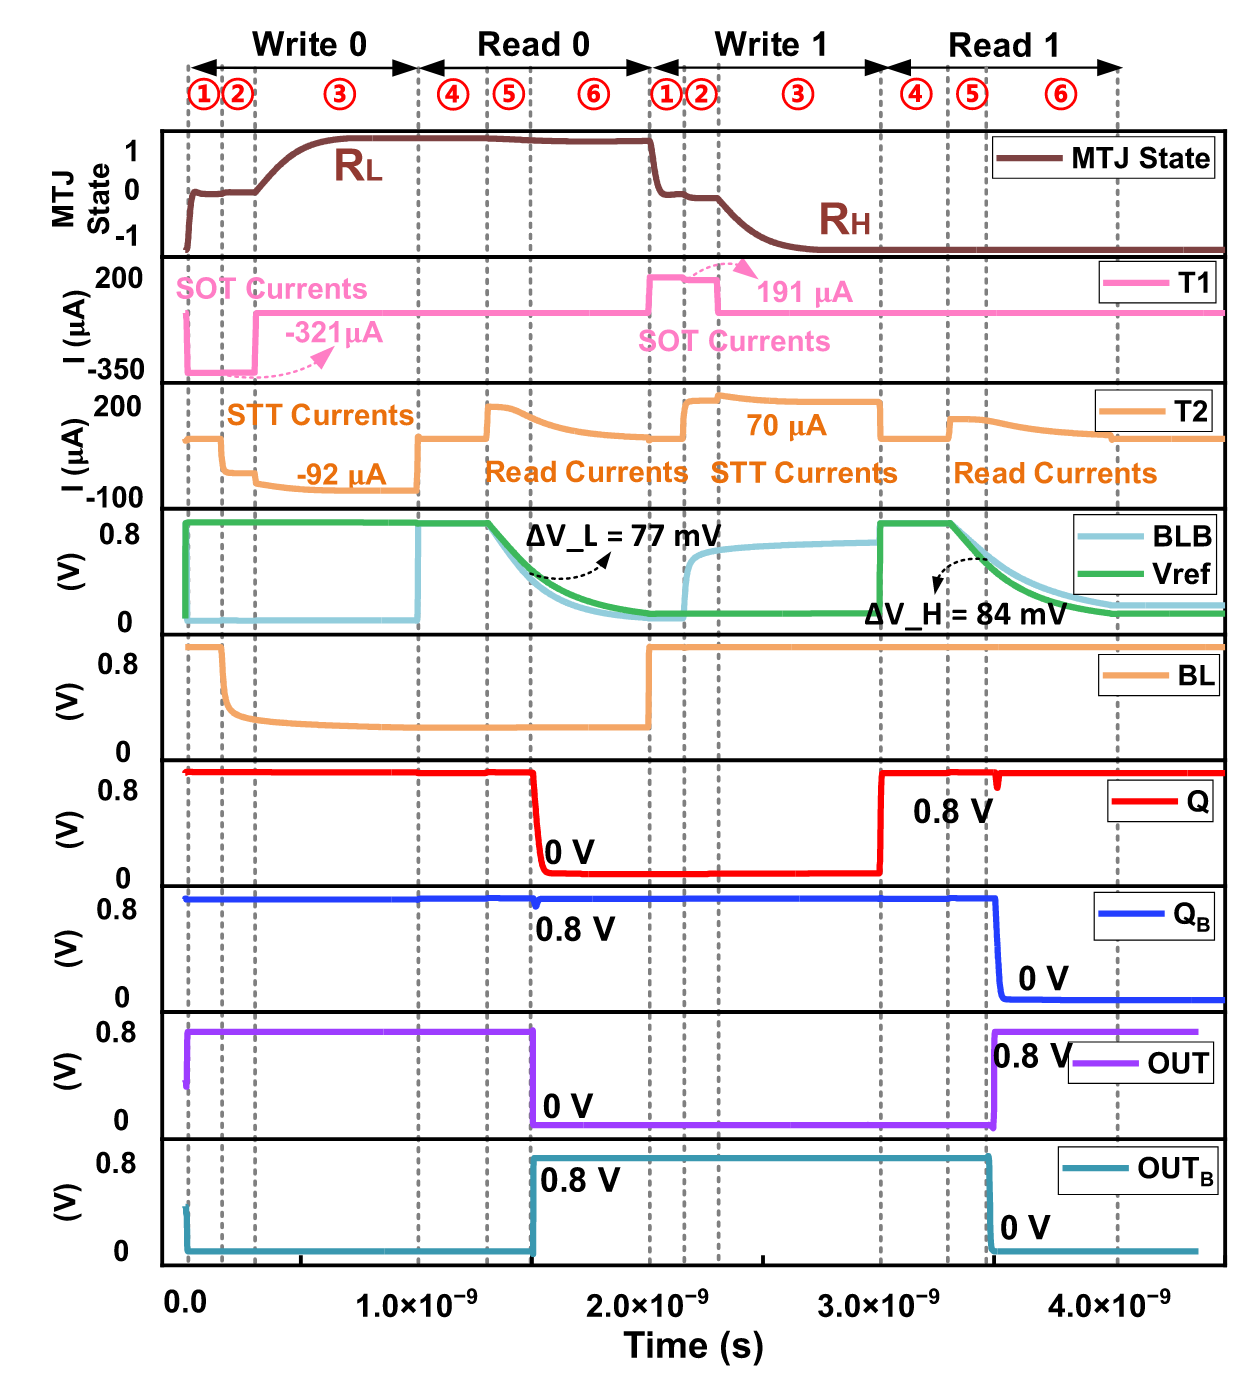 Write 0 Read 0 Write 1 Read 1
① ② ③ ④ ⑤ ⑥ ① ② ③ ④ ⑤ ⑥
MTJ State
1
0
-1
RL
RH
MTJ State
I (μA)
200
-350
SOT Currents
-321μA
191 μA
SOT Currents
T1
I (μA)
200
-100
STT Currents
-92 μA
Read Currents
70 μA
STT Currents
Read Currents
T2
(V)
0.8
0
ΔV_L = 77 mV
ΔV_H = 84 mV
BLB
Vref
(V)
0.8
0
BL
(V)
0.8
0
0 V
0.8 V
Q
(V)
0.8
0
0.8 V
0 V
QB
(V)
0.8
0
0 V
0.8 V
OUT
(V)
0.8
0
0.8 V
0 V
OUTB
0.0 1.0×10⁻⁹ 2.0×10⁻⁹ 3.0×10⁻⁹ 4.0×10⁻⁹
Time (s)